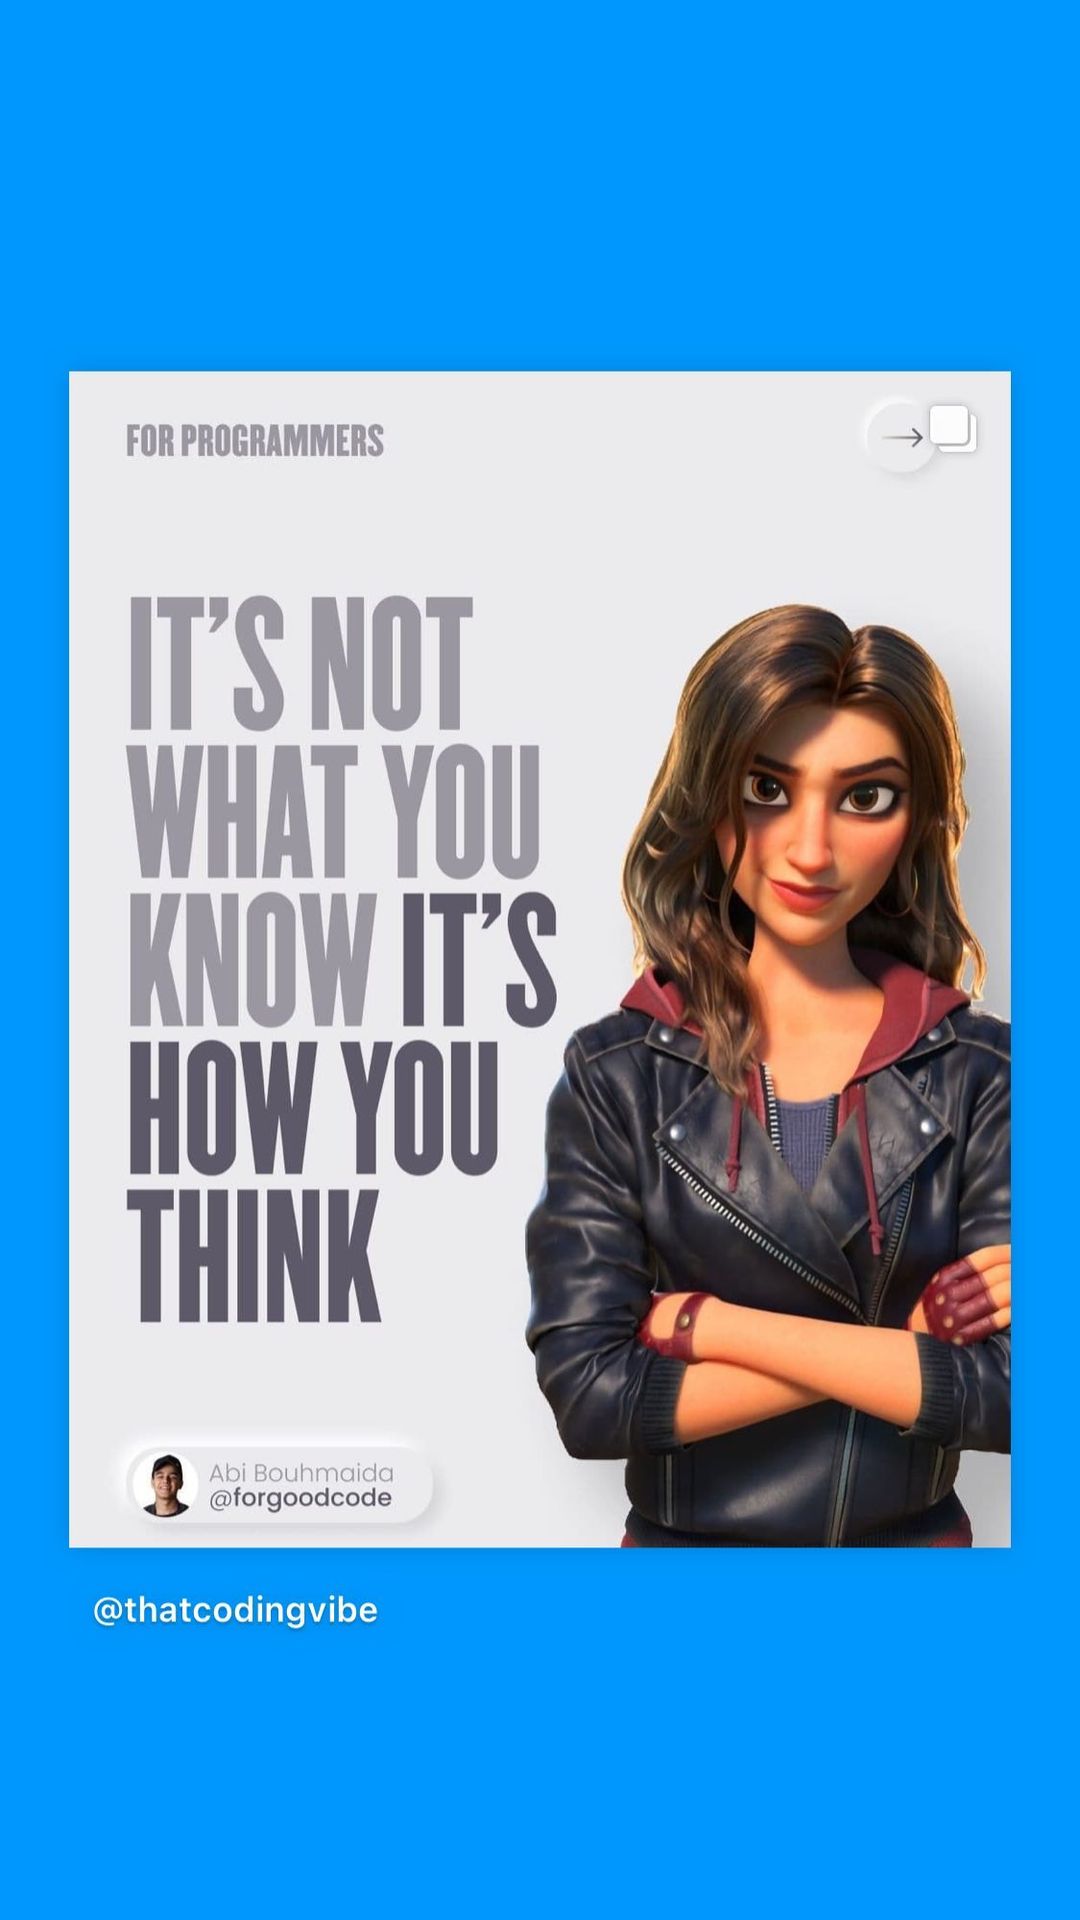 FOR PROGRAMMERS
IT'S NOT
WHAT YOU
KNOW IT'S
HOW YOU
THINK
Abi Bouhmaida
@forgoodcode
@thatcodingvibe